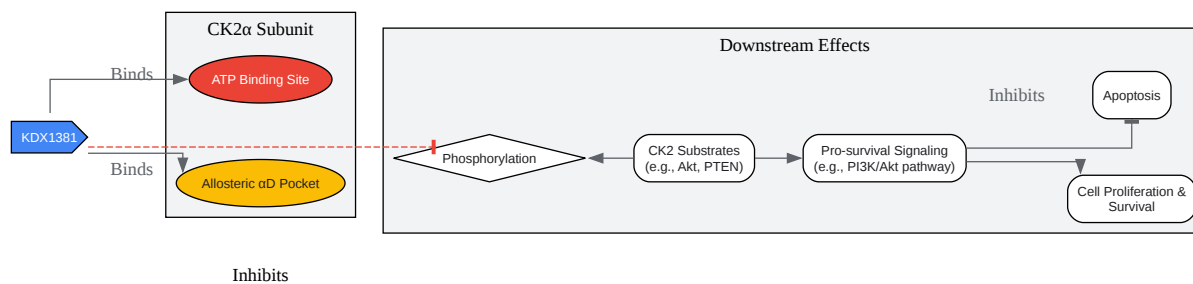 CK2α Subunit
Downstream Effects
Binds
ATP Binding Site
Inhibits
Apoptosis
KDX1381
Phosphorylation
CK2 Substrates
(e.g., Akt, PTEN)
Pro-survival Signaling
(e.g., PI3K/Akt pathway)
Binds
Allosteric αD Pocket
Cell Proliferation &
Survival
Inhibits